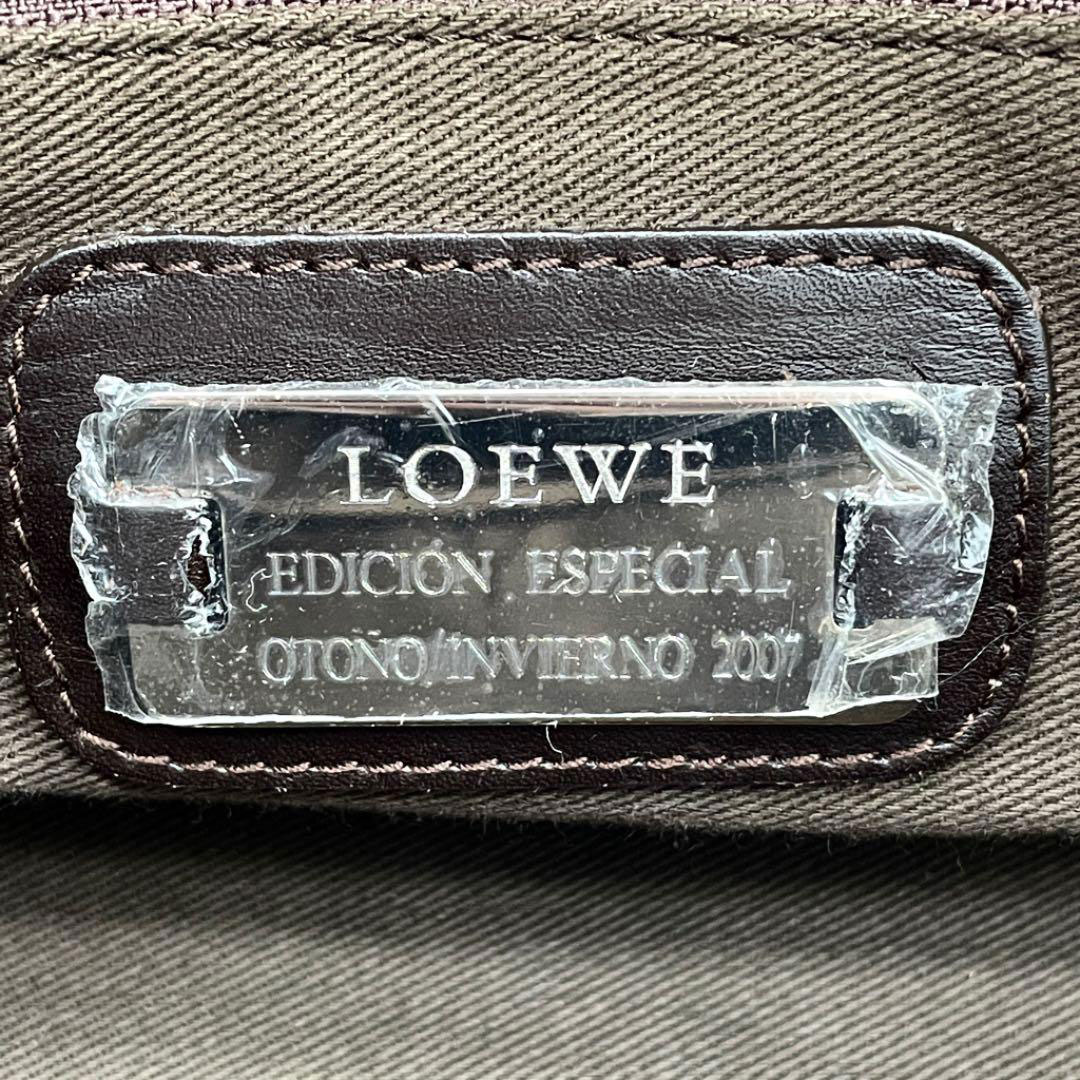 LOEWE
EDICIÓN ESPECIAL
OTOÑO/INVIERNO 2007